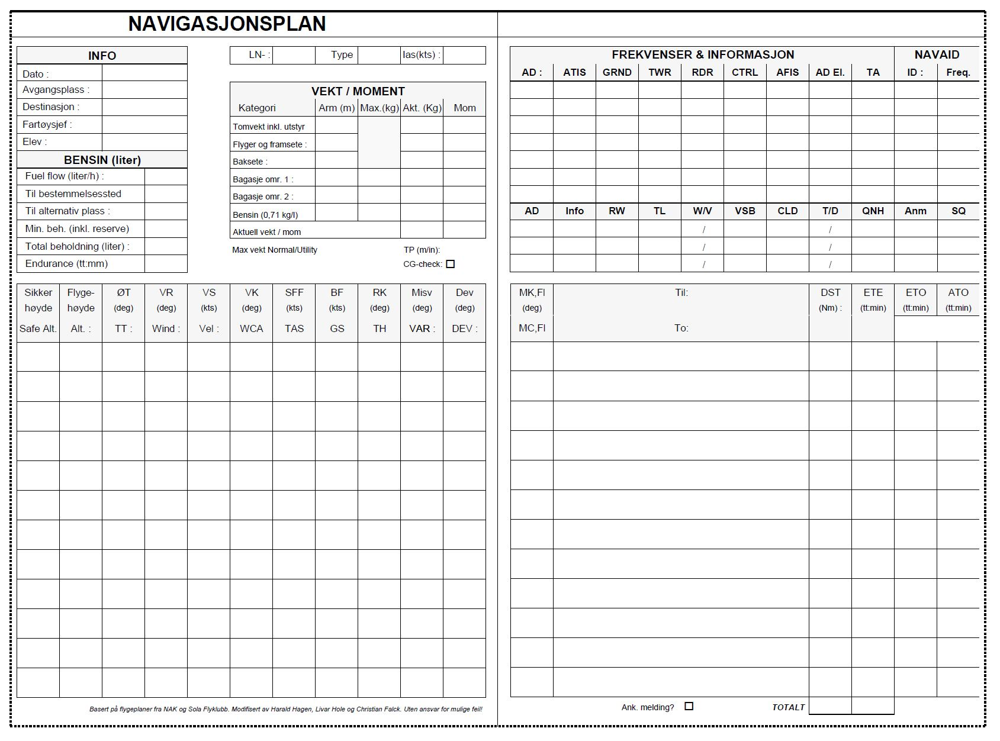 NAVIGASJONSPLAN
INFO
Dato :
Avgangsplass :
Destinasjon :
Fartøysjef :
Elev :
BENSIN (liter)
Fuel flow (liter/h) :
Til bestemmelsessted
Til alternativ plass :
Min. beh. (inkl. reserve)
Total beholdning (liter) :
Endurance (tt:mm)
LN- : Type Ias(kts) :
VEKT / MOMENT
Kategori Arm (m) Max.(kg) Akt. (Kg) Mom
Tomvekt inkl. utstyr
Flyger og framsete :
Baksete :
Bagasje omr. 1 :
Bagasje omr. 2 :
Bensin (0,71 kg/l)
Aktuell vekt / mom
Max vekt Normal/Utility TP (m/in):
CG-check:
FREKVENSER & INFORMASJON NAVAID
AD : ATIS GRND TWR RDR CTRL AFIS AD El. TA ID : Freq.
AD Info RW TL W/V VSB CLD T/D QNH Anm SQ
/ /
/ /
/ /
Sikker Flyge- ØT VR VS VK SFF BF RK Misv Dev
høyde høyde (deg) (deg) (kts) (deg) (kts) (kts) (deg) (deg) (deg)
Safe Alt. Alt. : TT : Wind : Vel : WCA TAS GS TH VAR : DEV :
MK,Fl Til: DST ETE ETO ATO
(deg) (Nm) : (tt:min) (tt:min) (tt:min)
MC,Fl To:
Basert på flygeplaner fra NAK og Sola Flyklubb. Modifisert av Harald Hagen, Livar Hole og Christian Falck. Uten ansvar for mulige feil!
Ank. melding? TOTALT